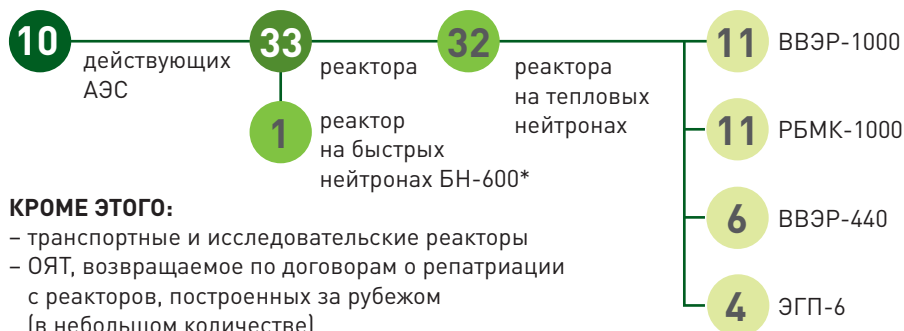 10
действующих
АЭС
33
реактора
1
реактор
на быстрых
нейтронах БН-600*
32
реактора
на тепловых
нейтронах
11 ВВЭР-1000
11 РБМК-1000
6 ВВЭР-440
4 ЭГП-6
КРОМЕ ЭТОГО:
– транспортные и исследовательские реакторы
– ОЯТ, возвращаемое по договорам о репатриации
с реакторов, построенных за рубежом
(в небольшом количестве)